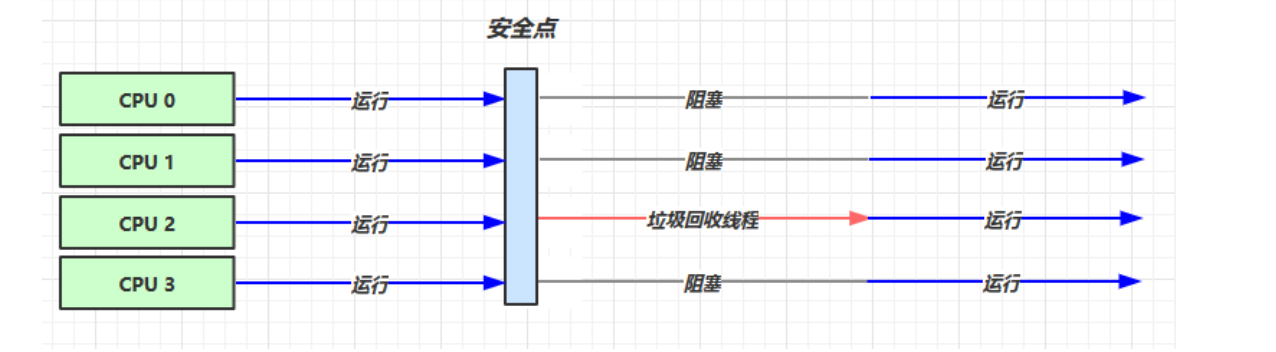 安全点
CPU 0 运行 阻塞 运行
CPU 1 运行 阻塞 运行
CPU 2 运行 垃圾回收线程 运行
CPU 3 运行 阻塞 运行